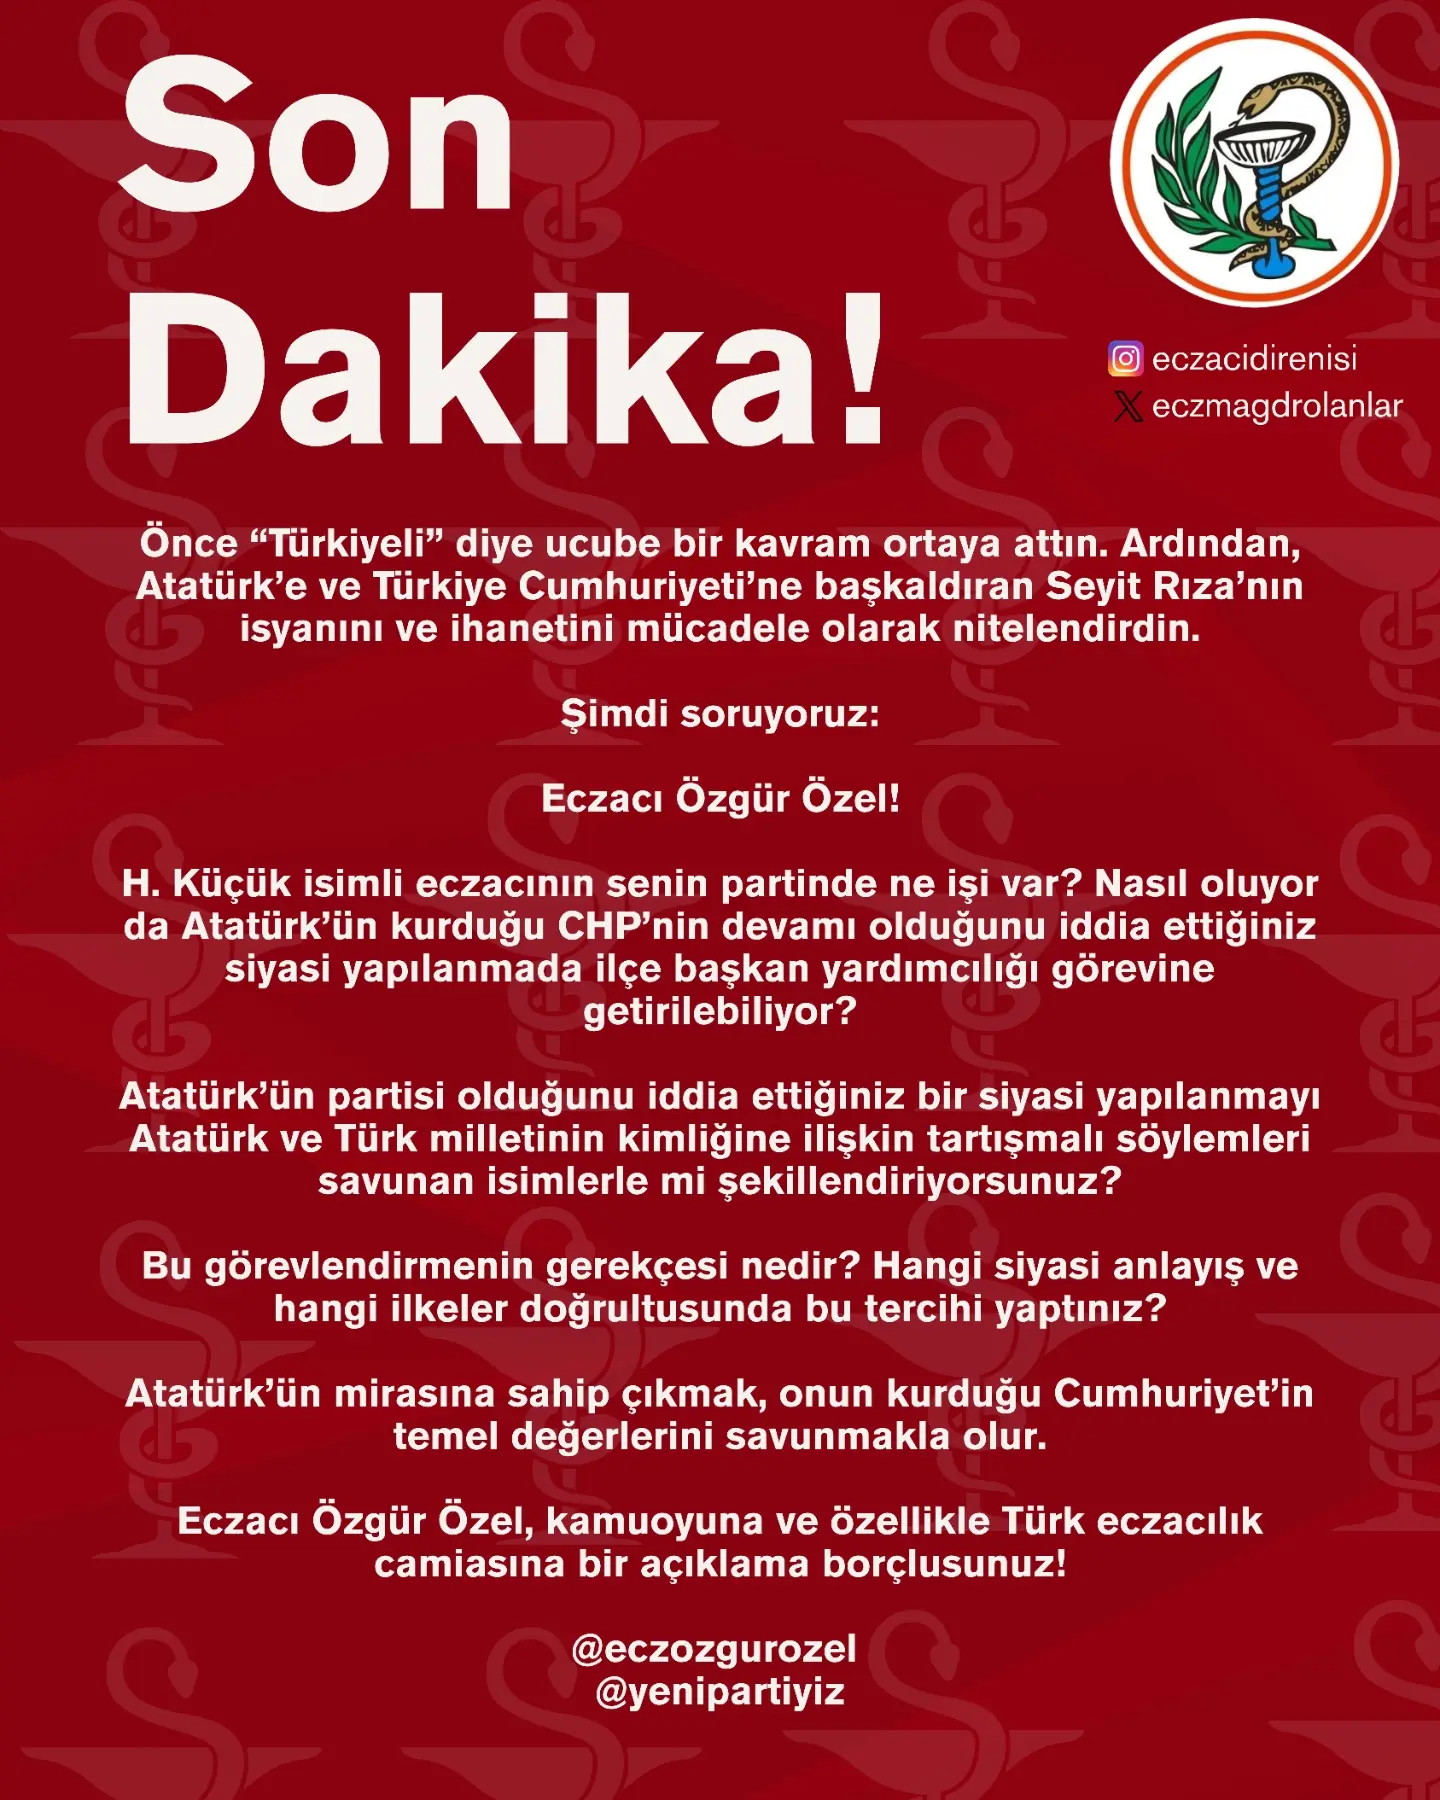 Son
Dakika!
eczacidirenisi
eczmagdrolanlar
Önce “Türkiyeli” diye ucube bir kavram ortaya attın. Ardından,
Atatürk’e ve Türkiye Cumhuriyeti’ne başkaldıran Seyit Rıza’nın
isyanını ve ihanetini mücadele olarak nitelendirdin.
Şimdi soruyoruz:
Eczacı Özgür Özel!
H. Küçük isimli eczacının senin partinde ne işi var? Nasıl oluyor
da Atatürk’ün kurduğu CHP’nin devamı olduğunu iddia ettiğiniz
siyasi yapılanmada ilçe başkan yardımcılığı görevine
getirilebiliyor?
Atatürk’ün partisi olduğunu iddia ettiğiniz bir siyasi yapılanmayı
Atatürk ve Türk milletinin kimliğine ilişkin tartışmalı söylemleri
savunan isimlerle mi şekillendiriyorsunuz?
Bu görevlendirmenin gerekçesi nedir? Hangi siyasi anlayış ve
hangi ilkeler doğrultusunda bu tercihi yaptınız?
Atatürk’ün mirasına sahip çıkmak, onun kurduğu Cumhuriyet’in
temel değerlerini savunmakla olur.
Eczacı Özgür Özel, kamuoyuna ve özellikle Türk eczacılık
camiasına bir açıklama borçlusunuz!
@eczozgurozel
@yenipartiyiz